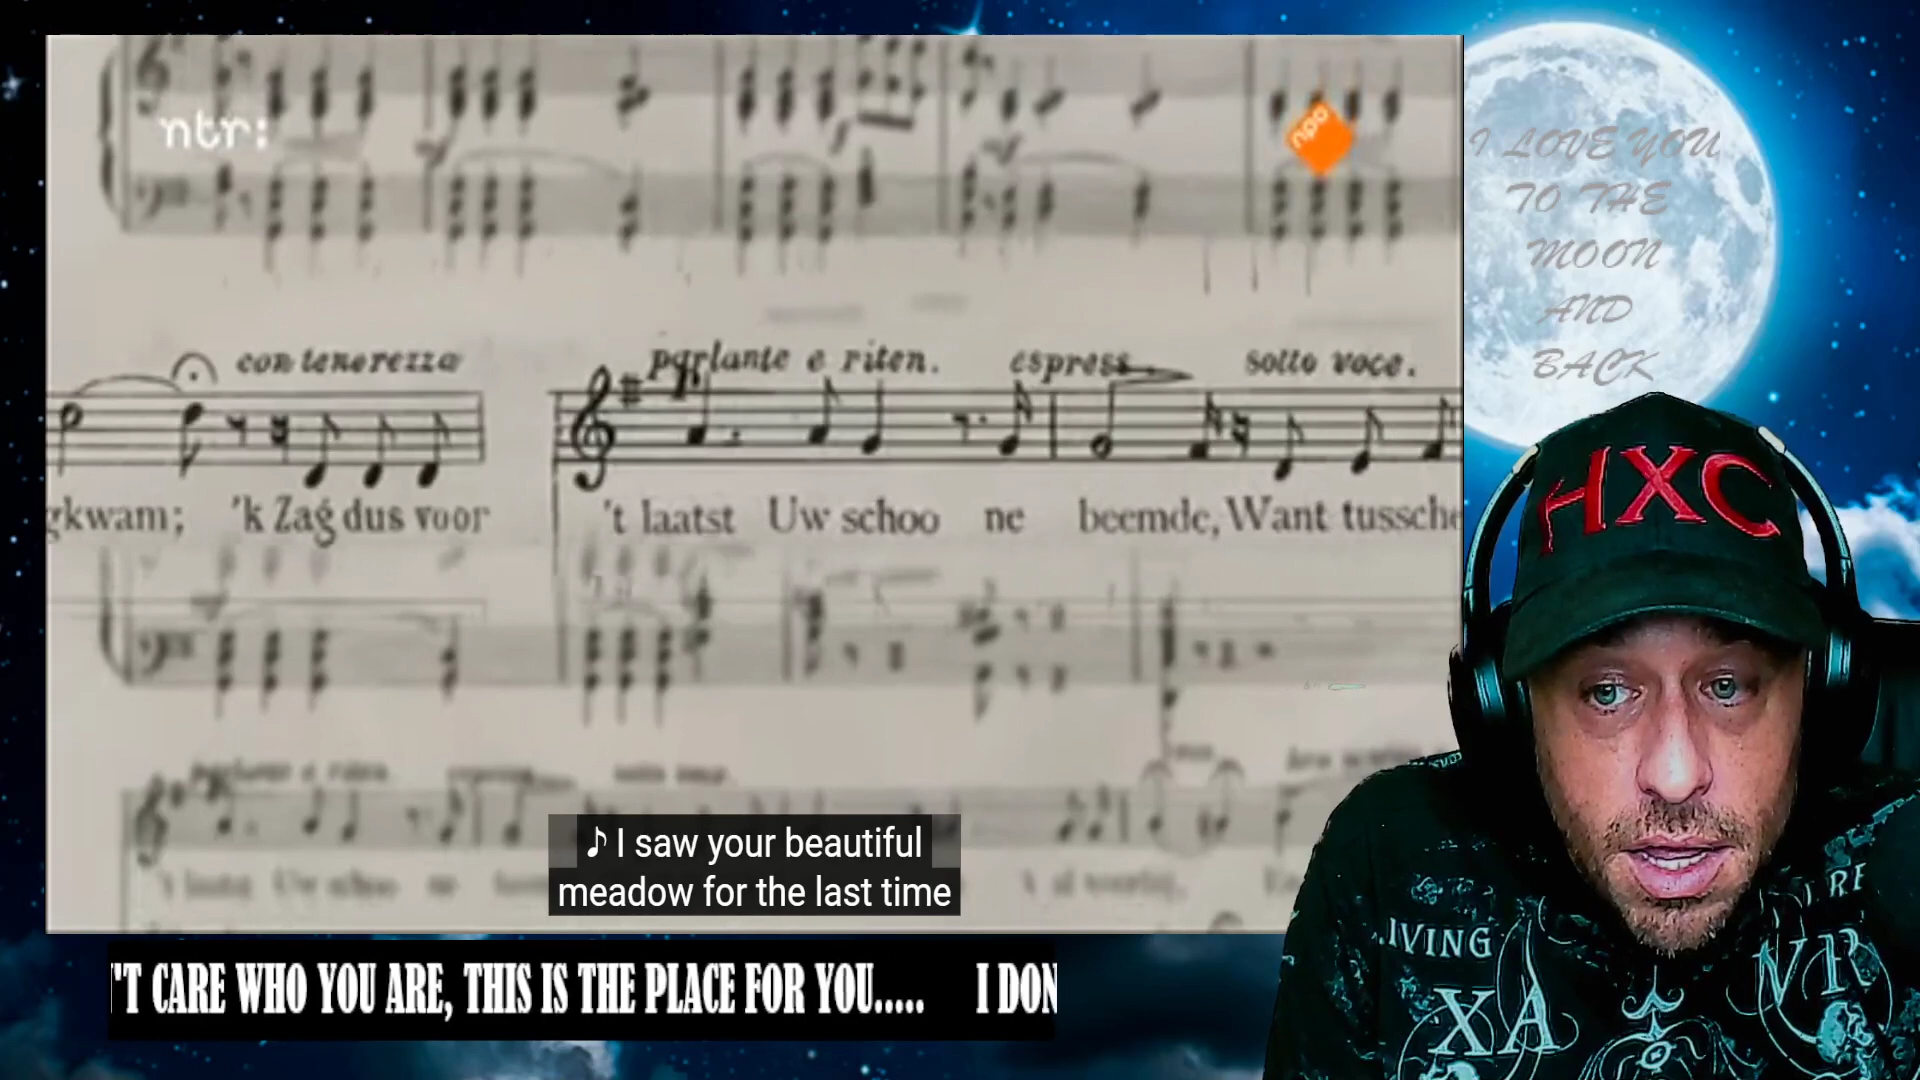 ntr:
npo
I LOVE YOU
TO THE
MOON
AND
BACK
con tenerezza
parlante e riten. espress. sotto voce.
gkwam; 'k Zag dus voor 't laatst Uw schoo ne beemde, Want tussche
HXC
♪ I saw your beautiful
meadow for the last time
LIVING
XA
'T CARE WHO YOU ARE, THIS IS THE PLACE FOR YOU..... I DON